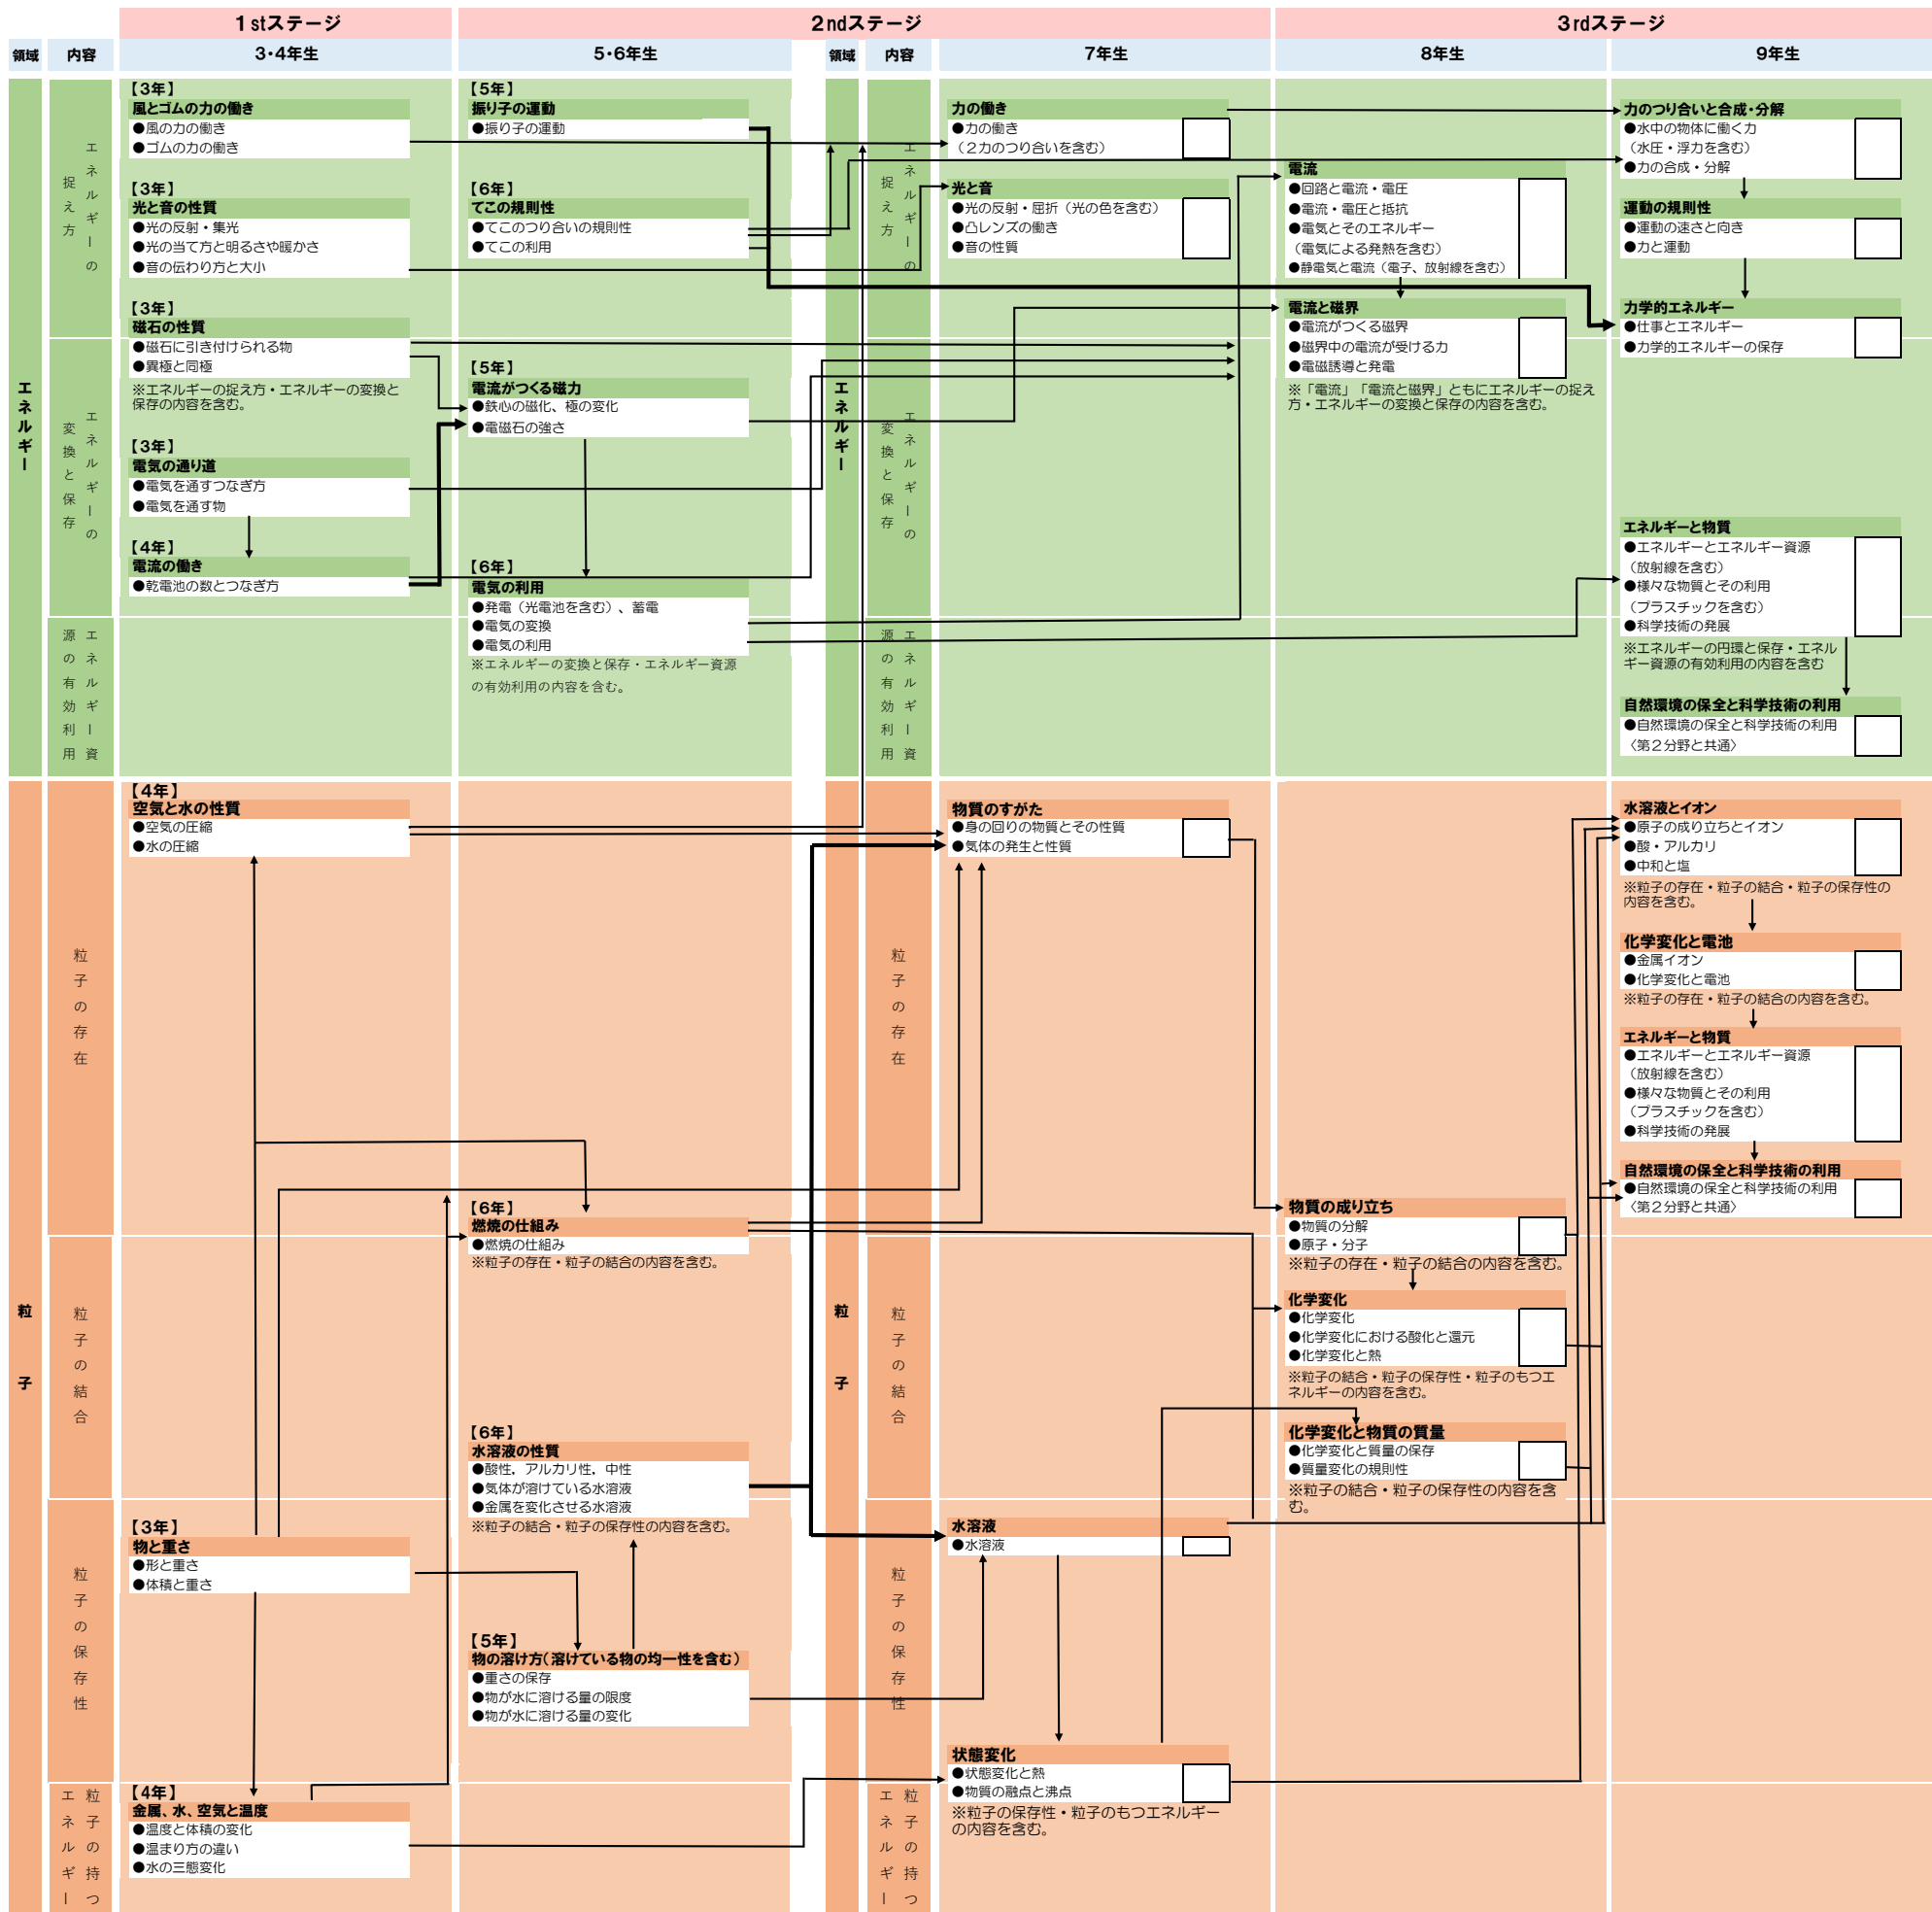 1stステージ
2ndステージ
3rdステージ
領域
内容
3・4年生
5・6年生
領域
内容
7年生
8年生
9年生
エネルギー
エネルギーの
捉え方
【3年】
風とゴムの力の働き
●風の力の働き
●ゴムの力の働き
【3年】
光と音の性質
●光の反射・集光
●光の当て方と明るさや暖かさ
●音の伝わり方と大小
【3年】
磁石の性質
●磁石に引き付けられる物
●異極と同極
※エネルギーの捉え方・エネルギーの変換と
保存の内容を含む。
エネルギーの
変換と保存
【3年】
電気の通り道
●電気を通すつなぎ方
●電気を通す物
【4年】
電流の働き
●乾電池の数とつなぎ方
エネルギー資
源の有効利用
【5年】
振り子の運動
●振り子の運動
【6年】
てこの規則性
●てこのつり合いの規則性
●てこの利用
【5年】
電流がつくる磁力
●鉄心の磁化、極の変化
●電磁石の強さ
【6年】
電気の利用
●発電（光電池を含む）、蓄電
●電気の変換
●電気の利用
※エネルギーの変換と保存・エネルギー資源
の有効利用の内容を含む。
エネルギー
エネルギーの
捉え方
エネルギーの
変換と保存
エネルギー資
源の有効利用
力の働き
●力の働き
（２力のつり合いを含む）
光と音
●光の反射・屈折（光の色を含む）
●凸レンズの働き
●音の性質
電流
●回路と電流・電圧
●電流・電圧と抵抗
●電気とそのエネルギー
（電気による発熱を含む）
●静電気と電流（電子、放射線を含む）
電流と磁界
●電流がつくる磁界
●磁界中の電流が受ける力
●電磁誘導と発電
※「電流」「電流と磁界」ともにエネルギーの捉え
方・エネルギーの変換と保存の内容を含む。
力のつり合いと合成・分解
●水中の物体に働く力
（水圧・浮力を含む）
●力の合成・分解
運動の規則性
●運動の速さと向き
●力と運動
力学的エネルギー
●仕事とエネルギー
●力学的エネルギーの保存
エネルギーと物質
●エネルギーとエネルギー資源
（放射線を含む）
●様々な物質とその利用
（プラスチックを含む）
●科学技術の発展
※エネルギーの円環と保存・エネル
ギー資源の有効利用の内容を含む
自然環境の保全と科学技術の利用
●自然環境の保全と科学技術の利用
〈第２分野と共通〉
粒子
粒子の存在
粒子の結合
粒子の保存性
粒子の持つ
エネルギー
【4年】
空気と水の性質
●空気の圧縮
●水の圧縮
【3年】
物と重さ
●形と重さ
●体積と重さ
【4年】
金属、水、空気と温度
●温度と体積の変化
●温まり方の違い
●水の三態変化
【6年】
燃焼の仕組み
●燃焼の仕組み
※粒子の存在・粒子の結合の内容を含む。
【6年】
水溶液の性質
●酸性，アルカリ性，中性
●気体が溶けている水溶液
●金属を変化させる水溶液
※粒子の結合・粒子の保存性の内容を含む。
【5年】
物の溶け方（溶けている物の均一性を含む）
●重さの保存
●物が水に溶ける量の限度
●物が水に溶ける量の変化
粒子
粒子の存在
粒子の結合
粒子の保存性
粒子の持つ
エネルギー
物質のすがた
●身の回りの物質とその性質
●気体の発生と性質
水溶液
●水溶液
状態変化
●状態変化と熱
●物質の融点と沸点
※粒子の保存性・粒子のもつエネルギー
の内容を含む。
物質の成り立ち
●物質の分解
●原子・分子
※粒子の存在・粒子の結合の内容を含む。
化学変化
●化学変化
●化学変化における酸化と還元
●化学変化と熱
※粒子の結合・粒子の保存性・粒子のもつエ
ネルギーの内容を含む。
化学変化と物質の質量
●化学変化と質量の保存
●質量変化の規則性
※粒子の結合・粒子の保存性の内容を含
む。
水溶液とイオン
●原子の成り立ちとイオン
●酸・アルカリ
●中和と塩
※粒子の存在・粒子の結合・粒子の保存性の
内容を含む。
化学変化と電池
●金属イオン
●化学変化と電池
※粒子の存在・粒子の結合の内容を含む。
エネルギーと物質
●エネルギーとエネルギー資源
（放射線を含む）
●様々な物質とその利用
（プラスチックを含む）
●科学技術の発展
自然環境の保全と科学技術の利用
●自然環境の保全と科学技術の利用
〈第２分野と共通〉